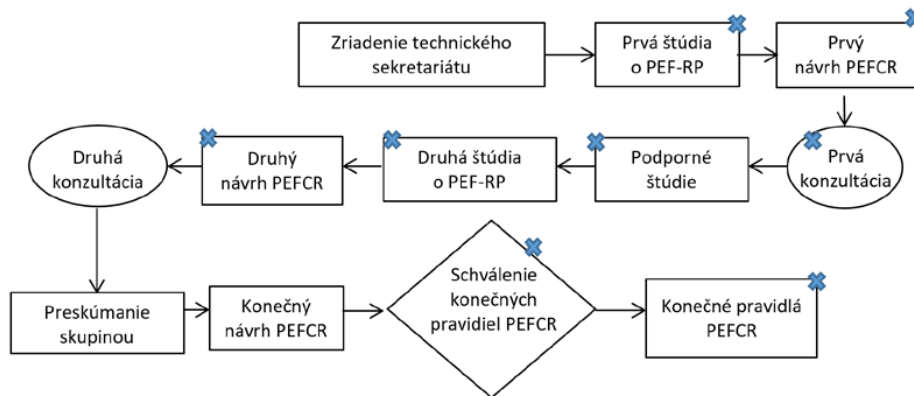 Zriadenie technického
sekretariátu
Prvá štúdia
o PEF-RP
Prvý
návrh PEFCR
Prvá
konzultácia
Podporné
štúdie
Druhá štúdia
o PEF-RP
Druhý
návrh PEFCR
Druhá
konzultácia
Preskúmanie
skupinou
Konečný
návrh PEFCR
Schválenie
konečných
pravidiel PEFCR
Konečné pravidlá
PEFCR